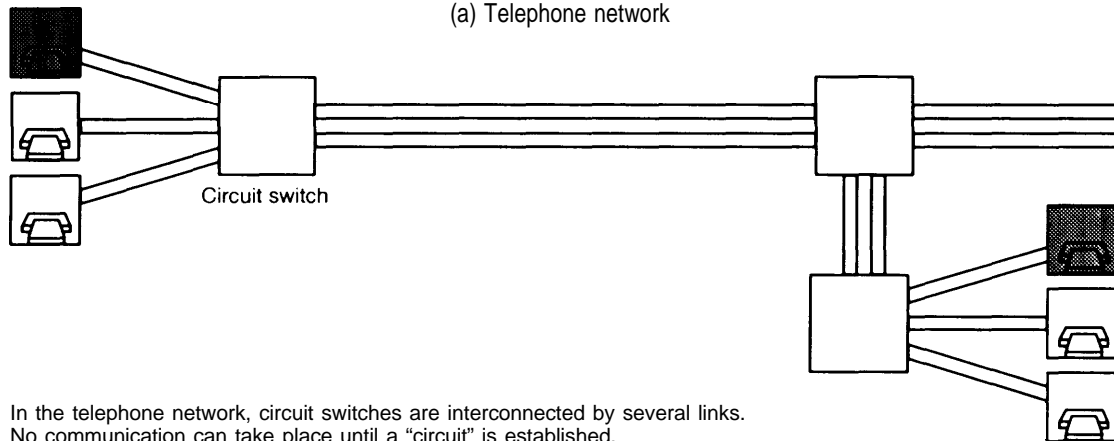 (a) Telephone network
Circuit switch
In the telephone network, circuit switches are interconnected by several links.
No communication can take place until a “circuit” is established.